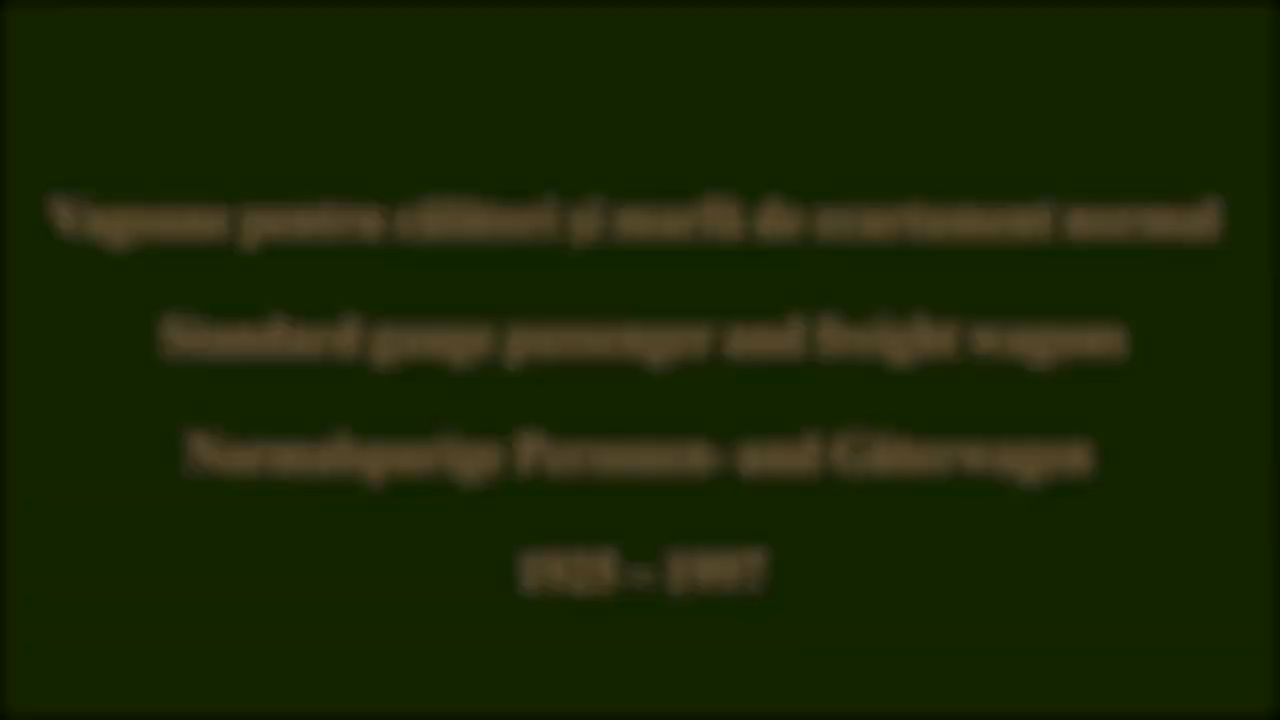 Vagoane pentru călători și marfă de ecartament normal
Standard gauge passenger and freight wagons
Normalspurige Personen- und Güterwagen